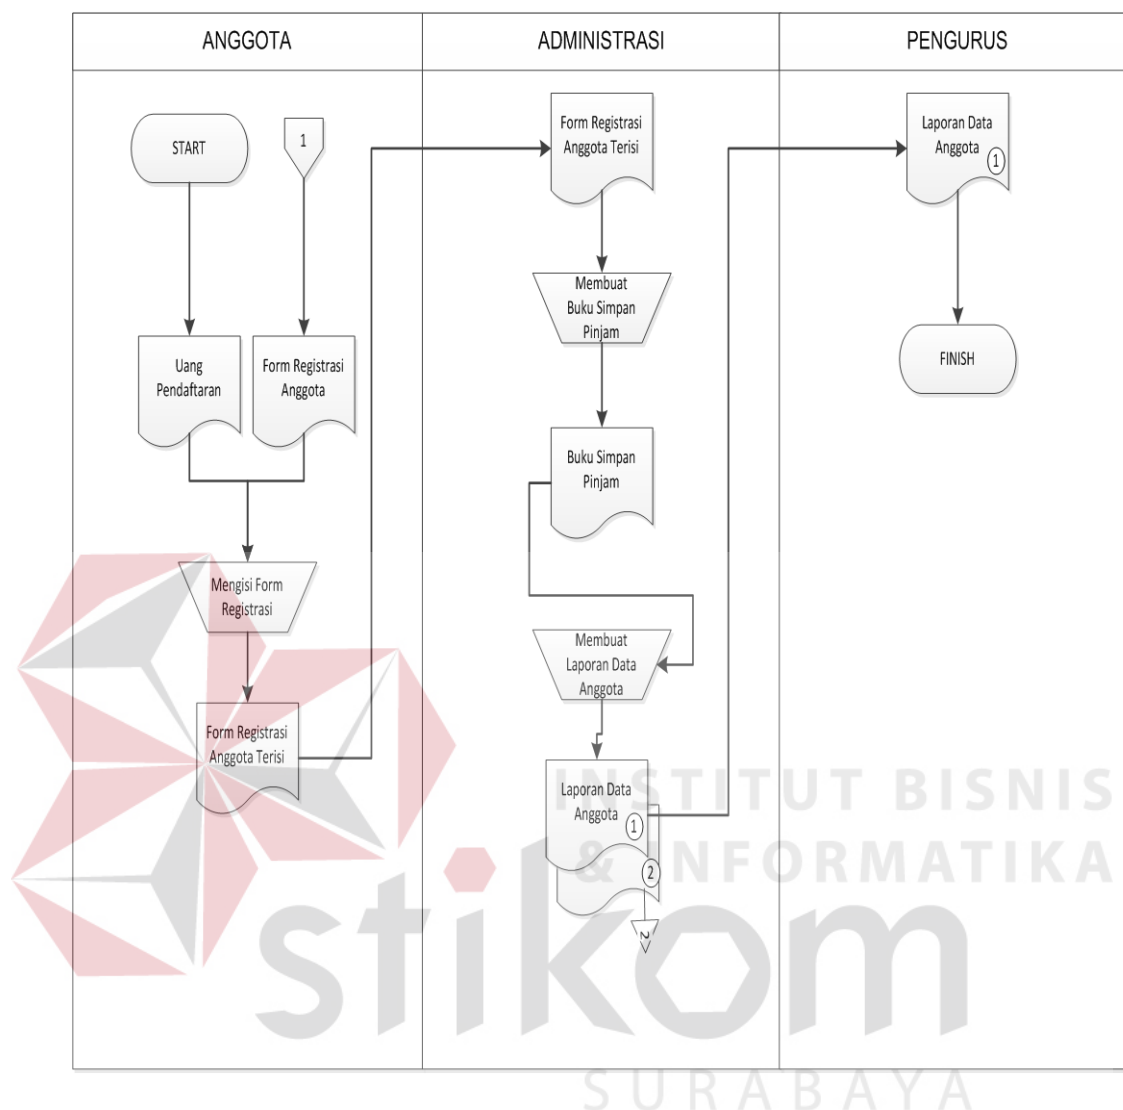 ANGGOTA
ADMINISTRASI
PENGURUS
START
1
Uang
Pendaftaran
Form Registrasi
Anggota
Mengisi Form
Registrasi
Form Registrasi
Anggota Terisi
Form Registrasi
Anggota Terisi
Membuat
Buku Simpan
Pinjam
Buku Simpan
Pinjam
Membuat
Laporan Data
Anggota
Laporan Data
Anggota
1
2
2
Laporan Data
Anggota
1
FINISH
INSTITUT BISNIS
& INFORMATIKA
stikom
SURABAYA